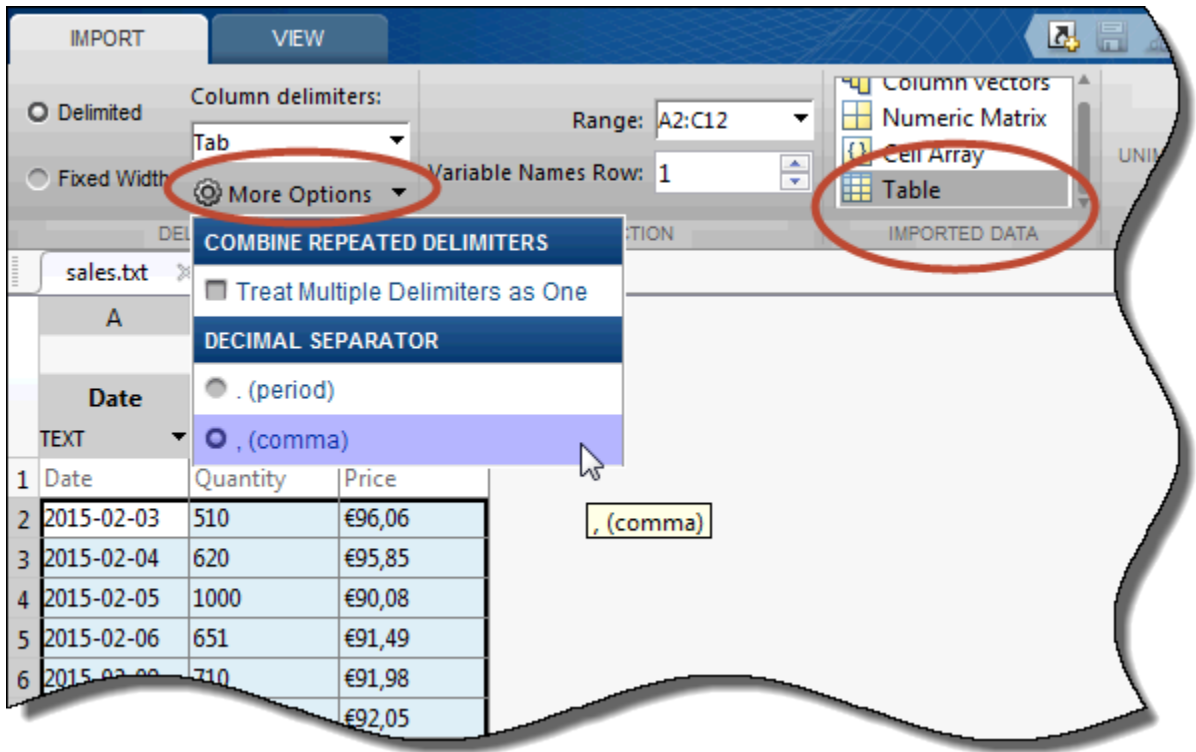 IMPORT VIEW
Delimited
Column delimiters:
Tab
Fixed Width
More Options
Range: A2:C12
Variable Names Row: 1
Column vectors
Numeric Matrix
Cell Array
Table
IMPORTED DATA
COMBINE REPEATED DELIMITERS
Treat Multiple Delimiters as One
DECIMAL SEPARATOR
. (period)
, (comma)
, (comma)
sales.txt
A
Date
TEXT
1 Date Quantity Price
2 2015-02-03 510 €96,06
3 2015-02-04 620 €95,85
4 2015-02-05 1000 €90,08
5 2015-02-06 651 €91,49
6 710 €91,98
€92,05